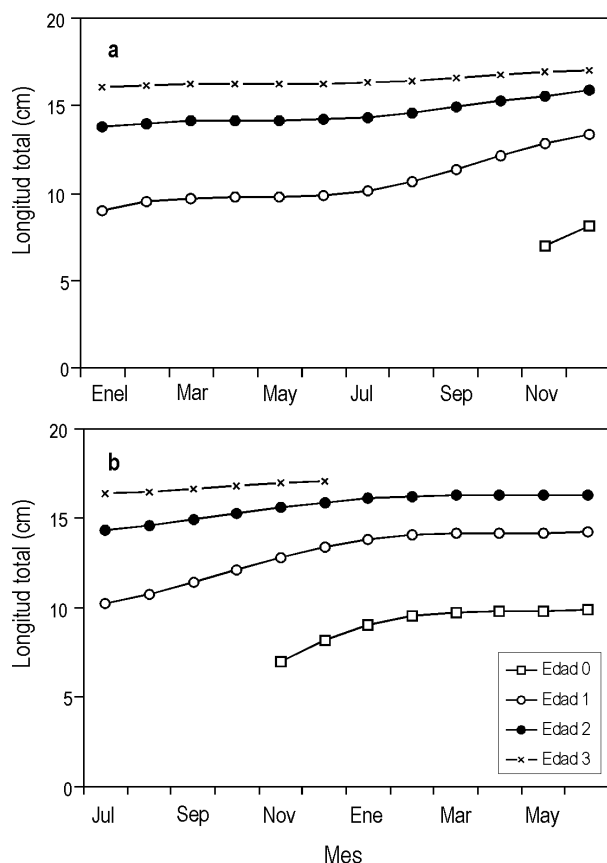 20
a
15
10
5
0
Longitud total (cm)
Enel Mar May Jul Sep Nov
20
b
15
10
5
0
Longitud total (cm)
Edad 0
Edad 1
Edad 2
Edad 3
Jul Sep Nov Ene Mar May
Mes